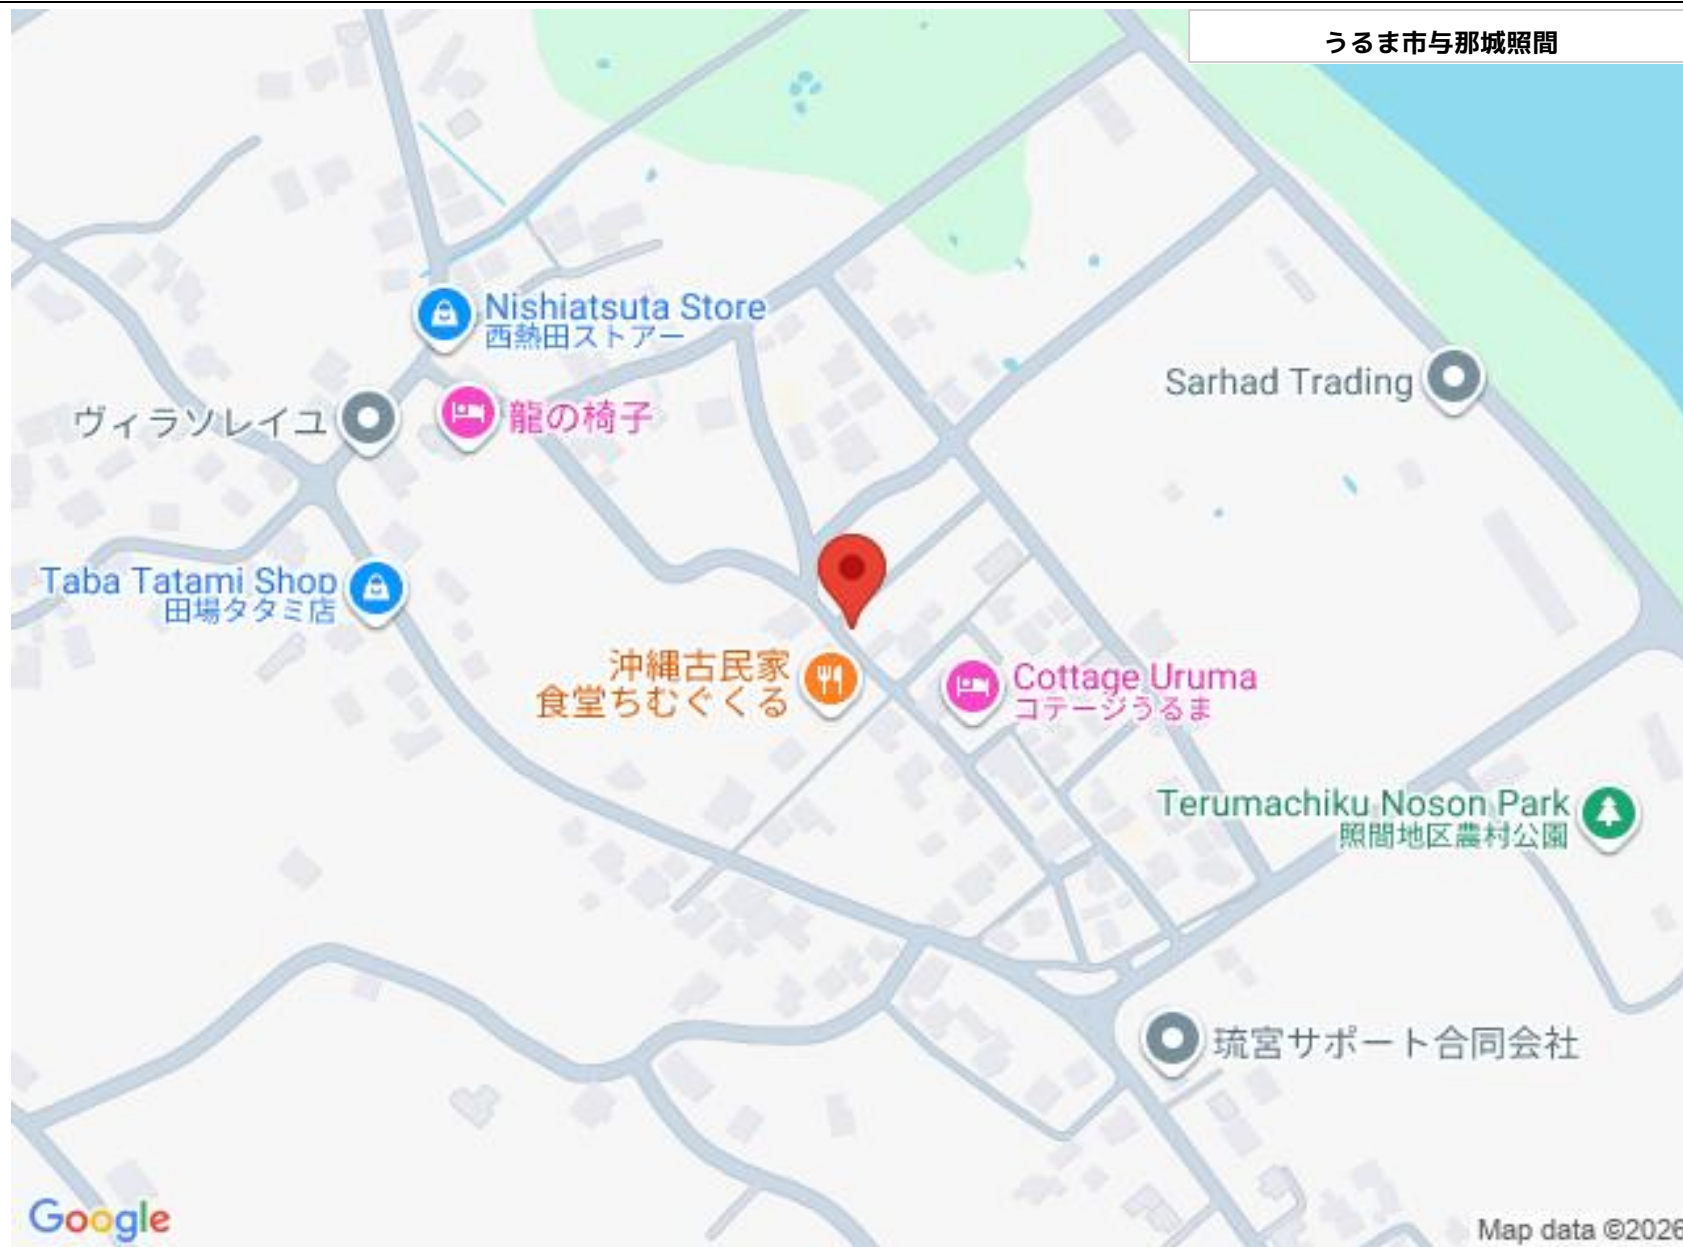 うるま市与那城照間
Nishiatsuta Store
西熱田ストアー
Sarhad Trading
ヴィラソレイユ
龍の椅子
Taba Tatami Shop
田場タタミ店
沖縄古民家
食堂ちむぐくる
Cottage Uruma
コテージうるま
Terumachiku Noson Park
照間地区農村公園
琉宮サポート合同会社
Google
Map data ©2026